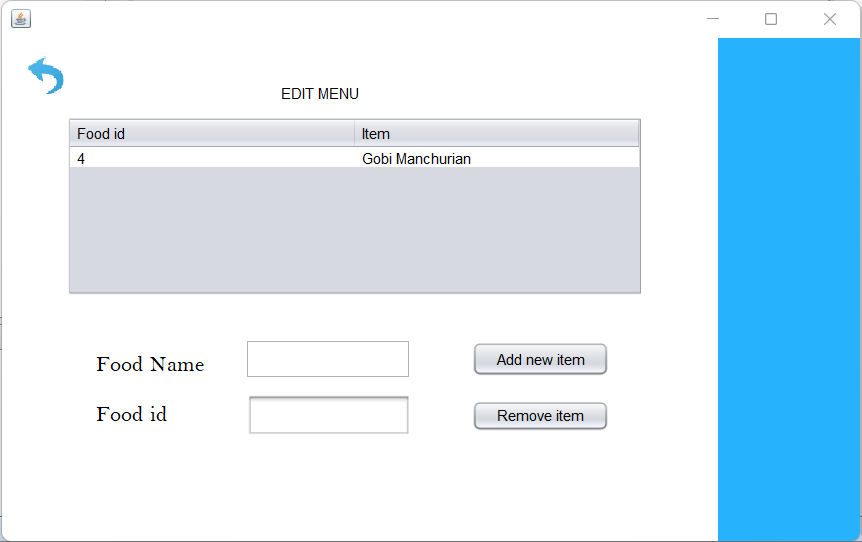 EDIT MENU
Food id Item
4 Gobi Manchurian
Food Name Add new item
Food id Remove item